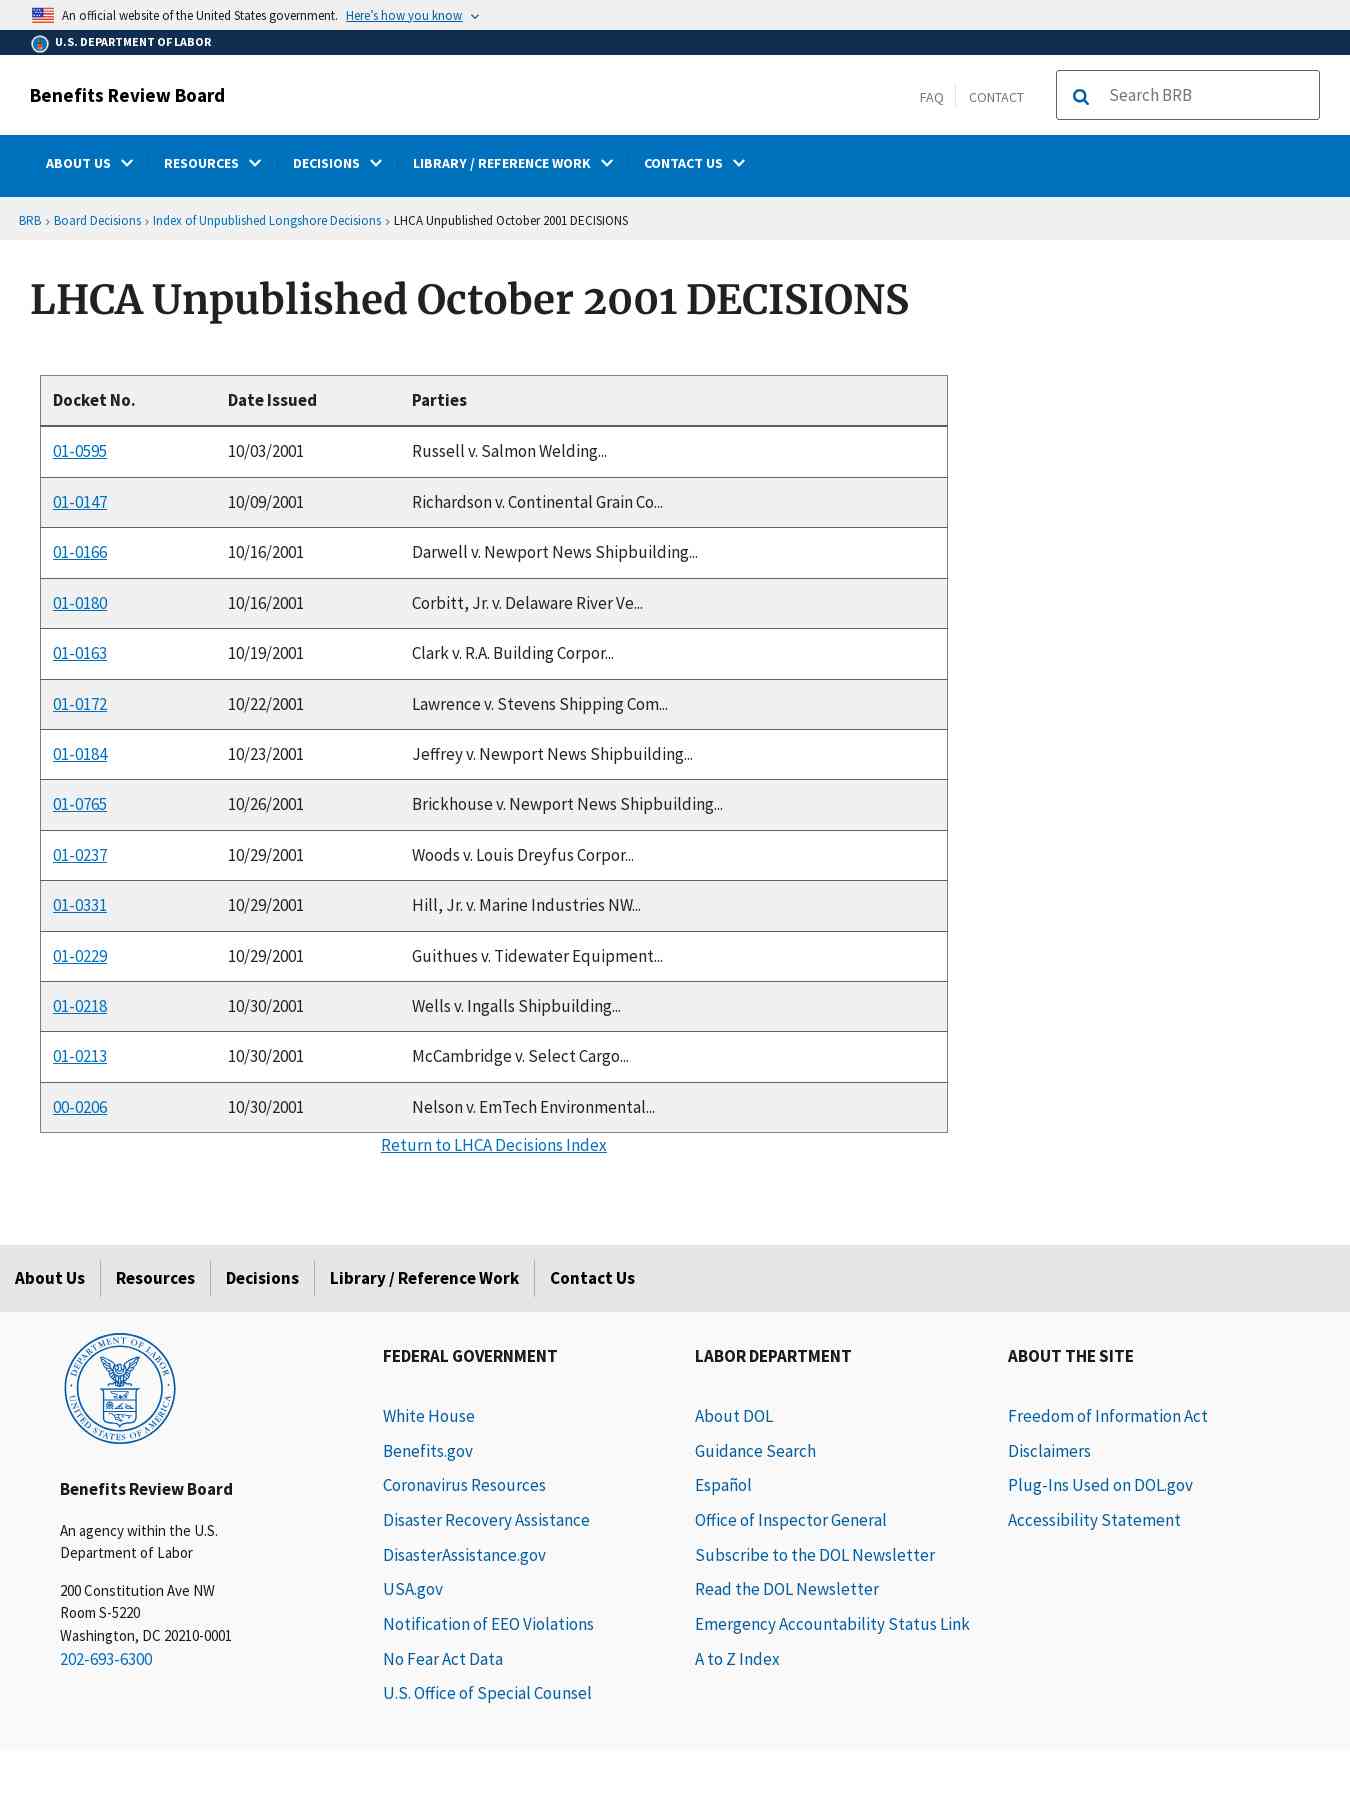 An official website of the United States government. Here's how you know
U.S. DEPARTMENT OF LABOR
Benefits Review Board
FAQ CONTACT Search BRB
ABOUT US RESOURCES DECISIONS LIBRARY / REFERENCE WORK CONTACT US
BRB › Board Decisions › Index of Unpublished Longshore Decisions › LHCA Unpublished October 2001 DECISIONS
LHCA Unpublished October 2001 DECISIONS
Docket No. Date Issued Parties
01-0595 10/03/2001 Russell v. Salmon Welding...
01-0147 10/09/2001 Richardson v. Continental Grain Co...
01-0166 10/16/2001 Darwell v. Newport News Shipbuilding...
01-0180 10/16/2001 Corbitt, Jr. v. Delaware River Ve...
01-0163 10/19/2001 Clark v. R.A. Building Corpor...
01-0172 10/22/2001 Lawrence v. Stevens Shipping Com...
01-0184 10/23/2001 Jeffrey v. Newport News Shipbuilding...
01-0765 10/26/2001 Brickhouse v. Newport News Shipbuilding...
01-0237 10/29/2001 Woods v. Louis Dreyfus Corpor...
01-0331 10/29/2001 Hill, Jr. v. Marine Industries NW...
01-0229 10/29/2001 Guithues v. Tidewater Equipment...
01-0218 10/30/2001 Wells v. Ingalls Shipbuilding...
01-0213 10/30/2001 McCambridge v. Select Cargo...
00-0206 10/30/2001 Nelson v. EmTech Environmental...
Return to LHCA Decisions Index
About Us Resources Decisions Library / Reference Work Contact Us
DEPARTMENT OF LABOR
UNITED STATES OF AMERICA
Benefits Review Board
An agency within the U.S.
Department of Labor
200 Constitution Ave NW
Room S-5220
Washington, DC 20210-0001
202-693-6300
FEDERAL GOVERNMENT
White House
Benefits.gov
Coronavirus Resources
Disaster Recovery Assistance
DisasterAssistance.gov
USA.gov
Notification of EEO Violations
No Fear Act Data
U.S. Office of Special Counsel
LABOR DEPARTMENT
About DOL
Guidance Search
Español
Office of Inspector General
Subscribe to the DOL Newsletter
Read the DOL Newsletter
Emergency Accountability Status Link
A to Z Index
ABOUT THE SITE
Freedom of Information Act
Disclaimers
Plug-Ins Used on DOL.gov
Accessibility Statement